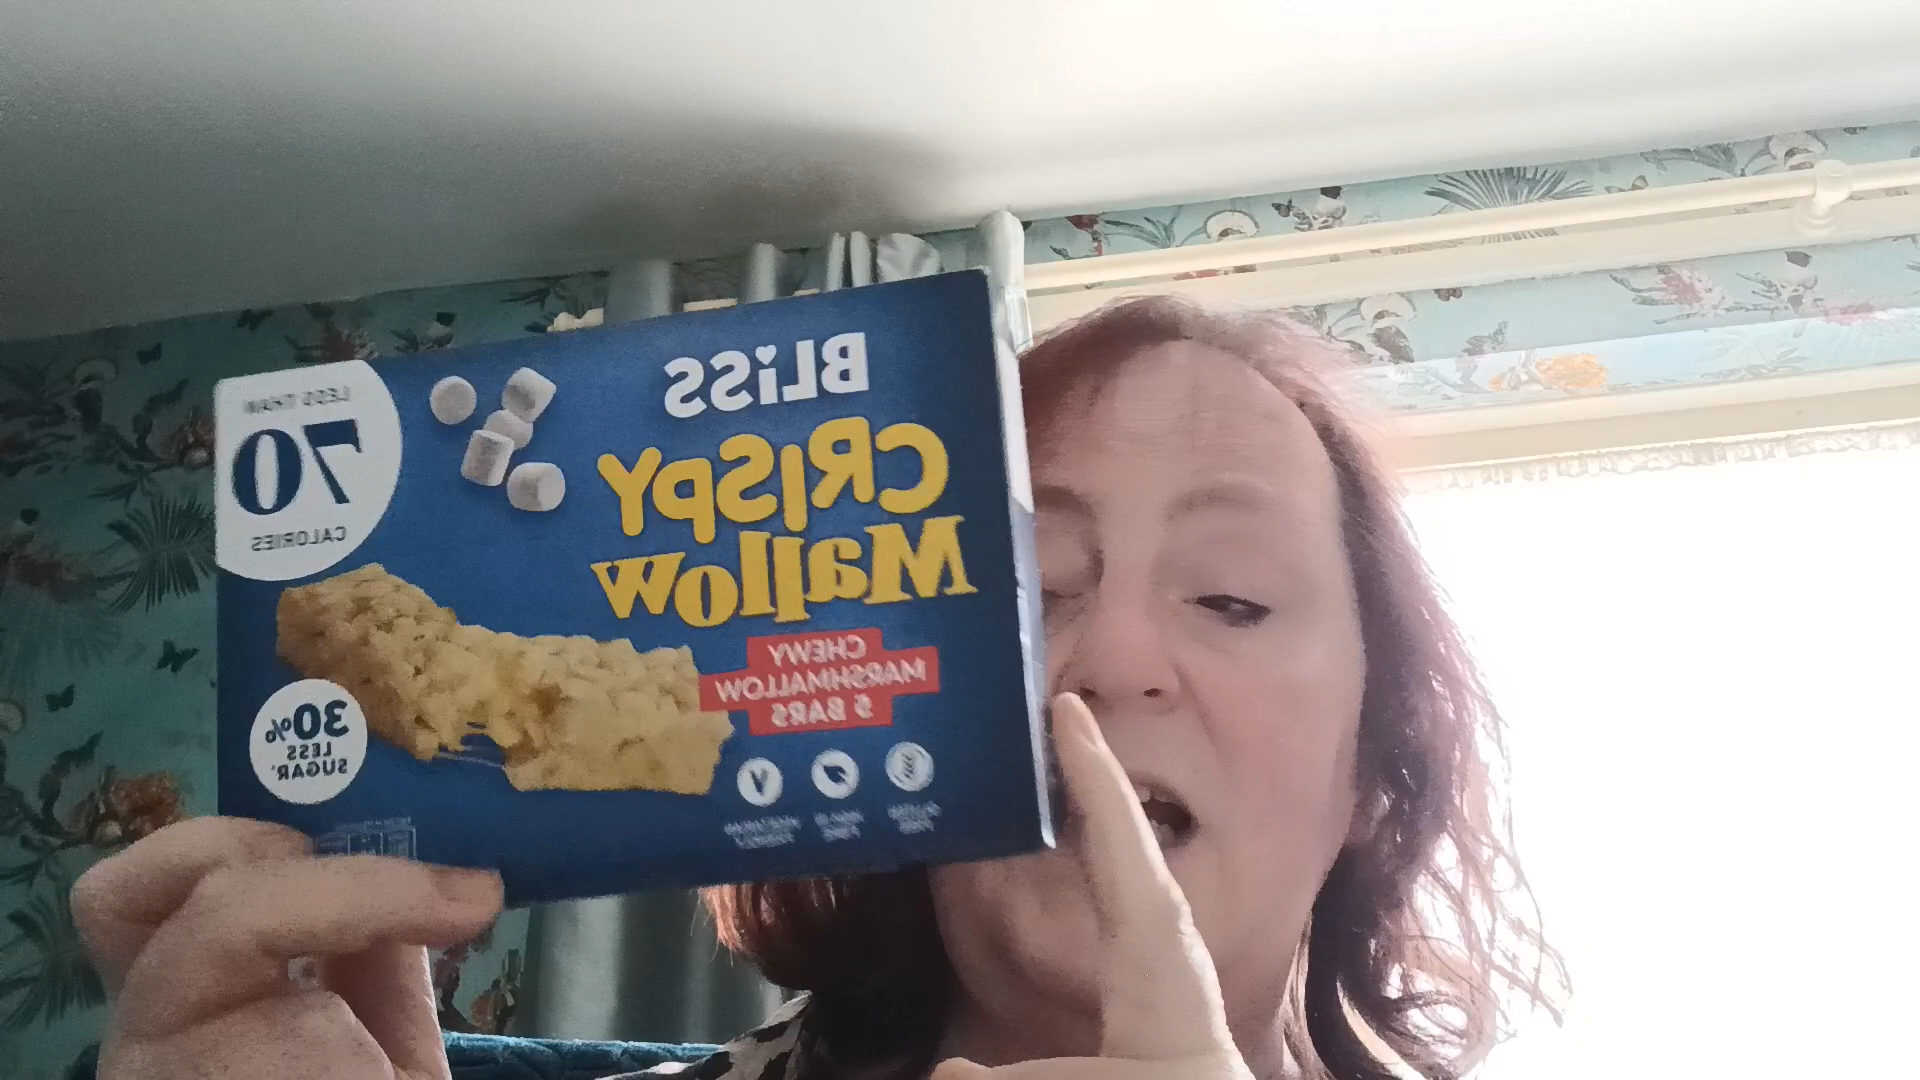 BLiSS
CRISPY
Mallow
CHEWY
MARSHMALLOW
5 BARS
LESS THAN
70
CALORIES
30%
LESS
SUGAR*
V